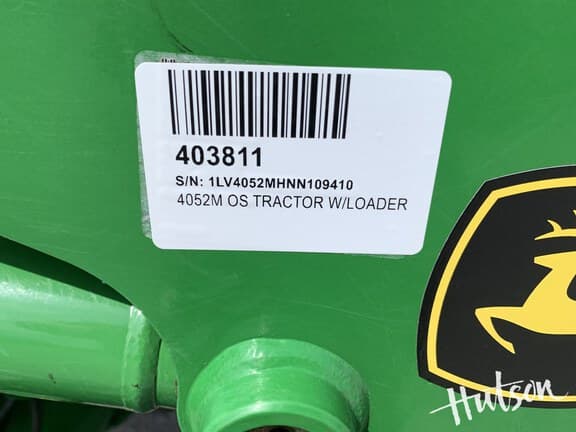 403811
S/N: 1LV4052MHNN109410
4052M OS TRACTOR W/LOADER
Hutson